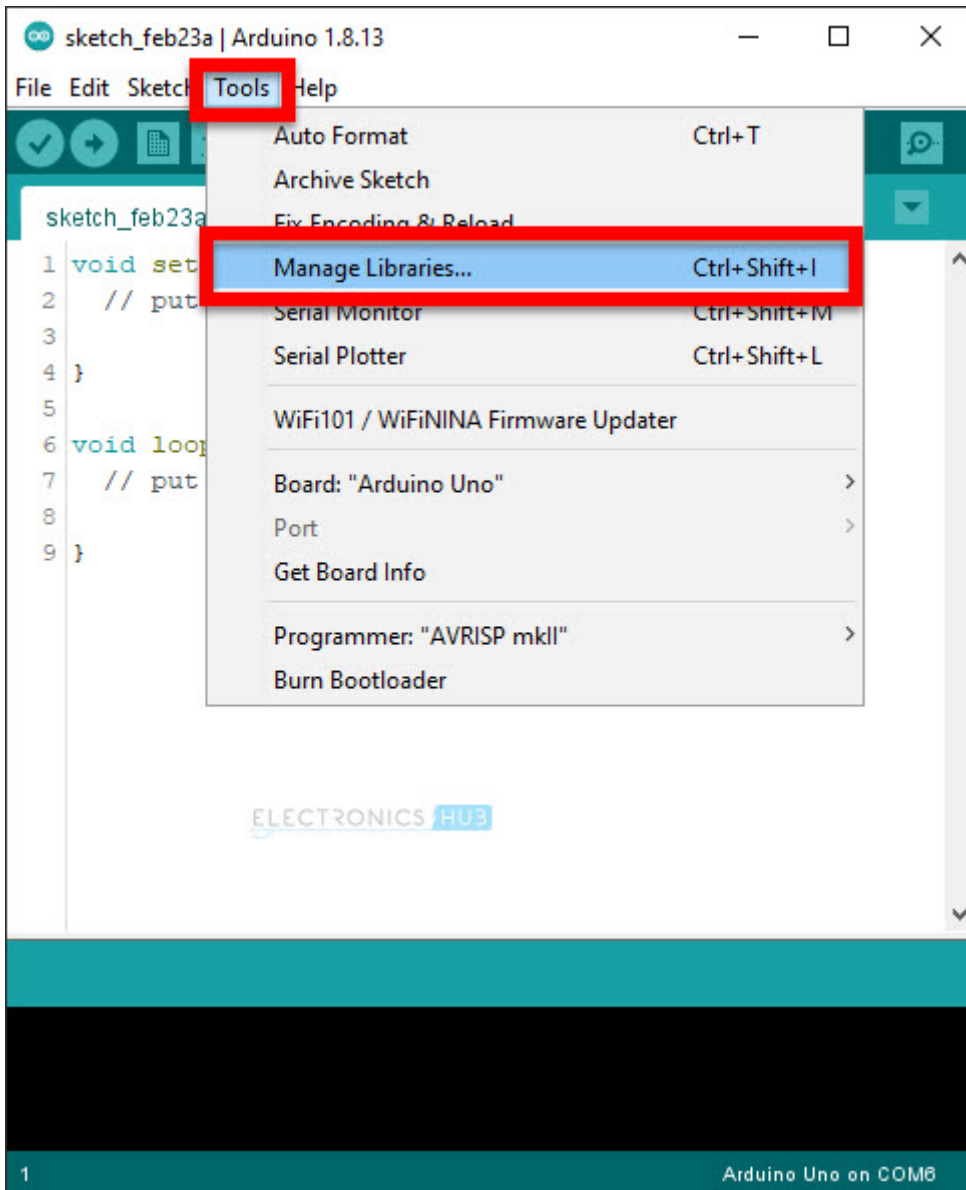 sketch_feb23a | Arduino 1.8.13
File Edit Sketch Tools Help
Auto Format Ctrl+T
Archive Sketch
sketch_feb23a
Fix Encoding & Reload
1 void set
Manage Libraries... Ctrl+Shift+I
2 // put
Serial Monitor Ctrl+Shift+M
3
Serial Plotter Ctrl+Shift+L
4 }
5
WiFi101 / WiFiNINA Firmware Updater
6 void loop
7 // put
Board: "Arduino Uno"
8
Port
9 }
Get Board Info
Programmer: "AVRISP mkII"
Burn Bootloader
ELECTRONICS HUB
1 Arduino Uno on COM6